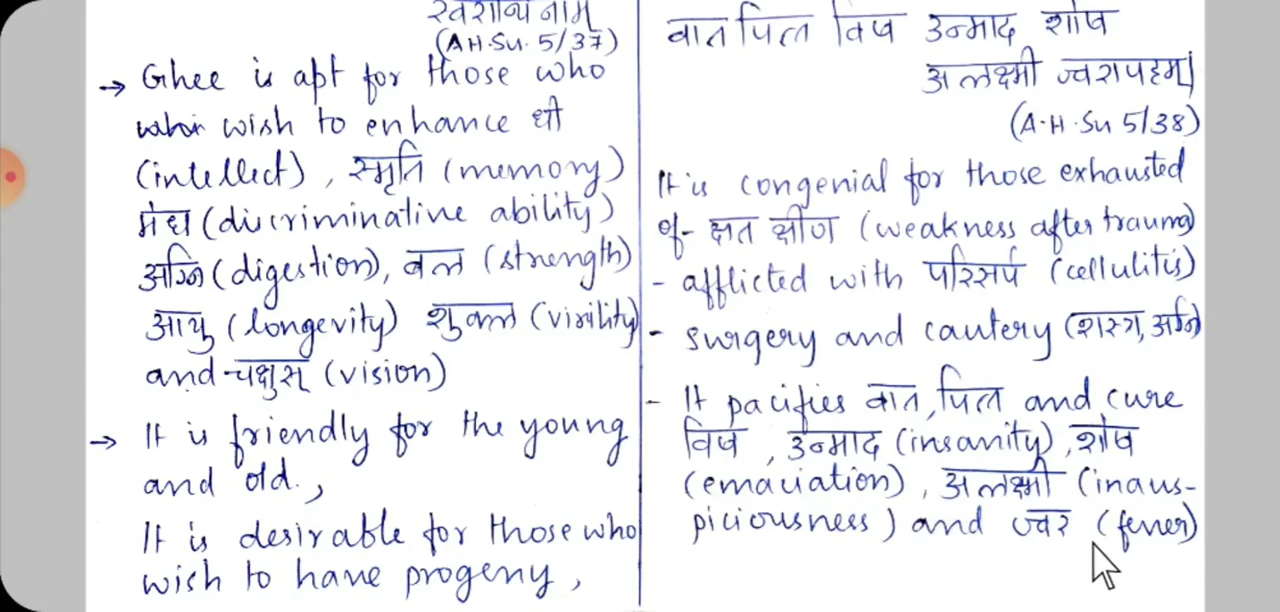 स्वराान्य नाम्
(A H. Su. 5/37)
→ Ghee is apt for those who
wish to enhance धी
(intellect), स्मृति (memory)
मेध (discriminative ability)
अग्नि (digestion), बल (strength)
आयु (longevity) शुक्ल (virility)
and चक्षुस् (vision)
→ It is friendly for the young
and old.,
It is desirable for those who
wish to have progeny,
वात पित्त विष उन्माद शोष
अलक्ष्मी ज्वरापहम्।
(A.H.Su 5/38)
It is congenial for those exhausted
of- क्षत क्षीण (weakness after trauma)
- afflicted with परिसर्प (cellulitis)
- surgery and cautery (शस्त्र, अग्नि)
- It pacifies वात, पित्त and cure
विष, उन्माद (insanity), शोष
(emaciation), अलक्ष्मी (inaus-
piciousness) and ज्वर (fever)